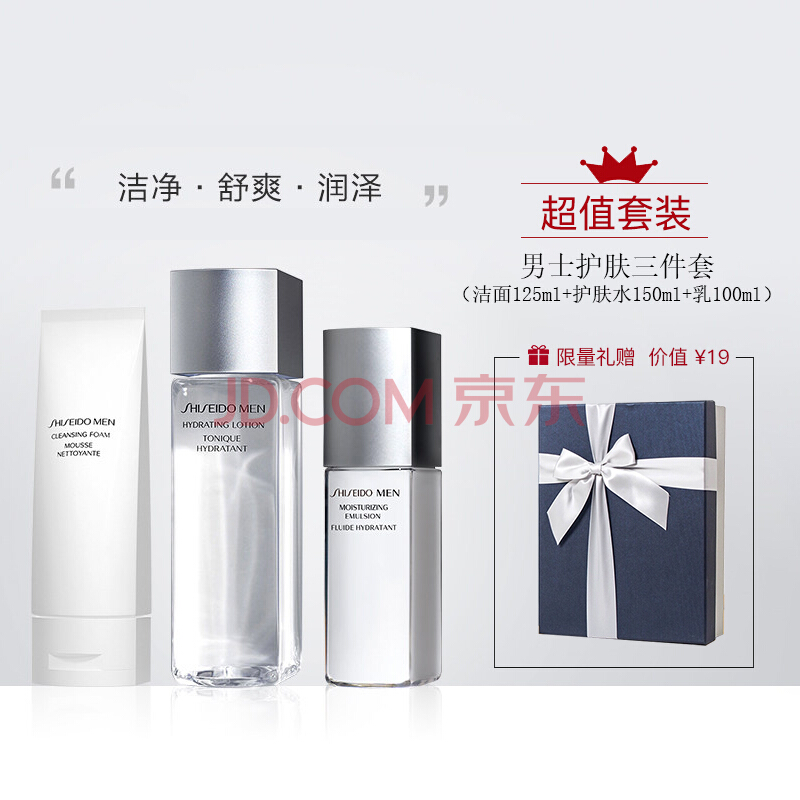 “ 洁净·舒爽·润泽 ”
超值套装
男士护肤三件套
（洁面125ml+护肤水150ml+乳100ml）
限量礼赠 价值 ¥19
JD.COM 京东
SHISEIDO MEN
CLEANSING FOAM
MOUSSE
NETTOYANTE
SHISEIDO MEN
HYDRATING LOTION
TONIQUE
HYDRATANT
SHISEIDO MEN
MOISTURIZING
EMULSION
FLUIDE HYDRATANT